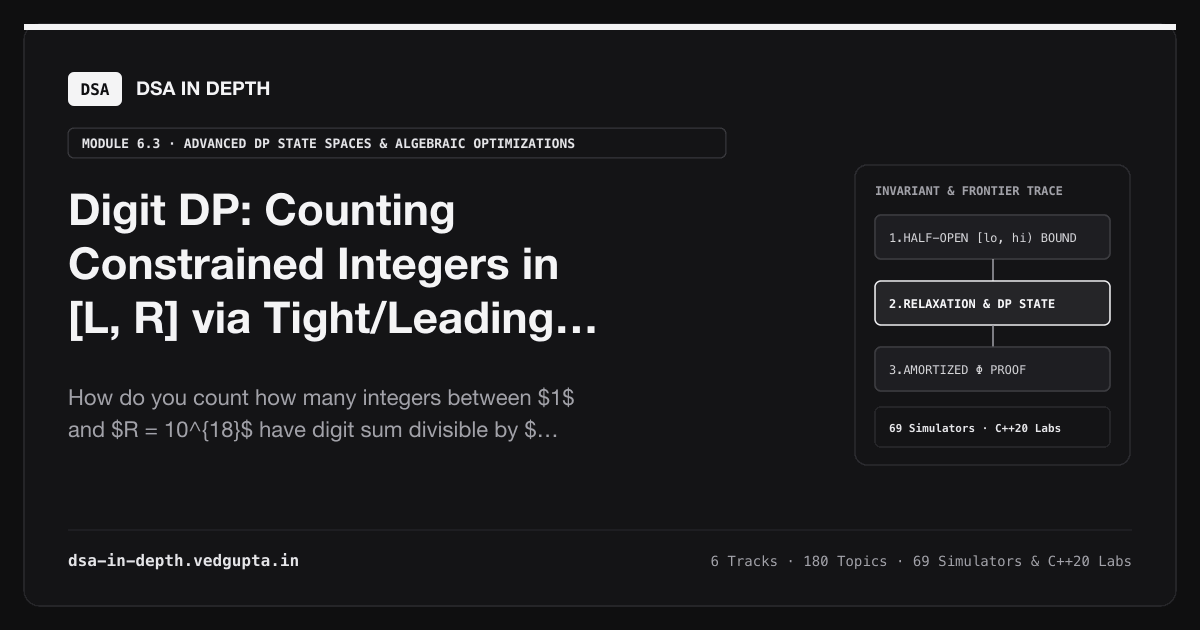 DSA
DSA IN DEPTH
MODULE 6.3 · ADVANCED DP STATE SPACES & ALGEBRAIC OPTIMIZATIONS
Digit DP: Counting
Constrained Integers in
[L, R] via Tight/Leading…
How do you count how many integers between $1$
and $R = 10^{18}$ have digit sum divisible by $…
INVARIANT & FRONTIER TRACE
1.HALF–OPEN [lo, hi) BOUND
2.RELAXATION & DP STATE
3.AMORTIZED Φ PROOF
69 Simulators · C++20 Labs
dsa-in-depth.vedgupta.in
6 Tracks · 180 Topics · 69 Simulators & C++20 Labs